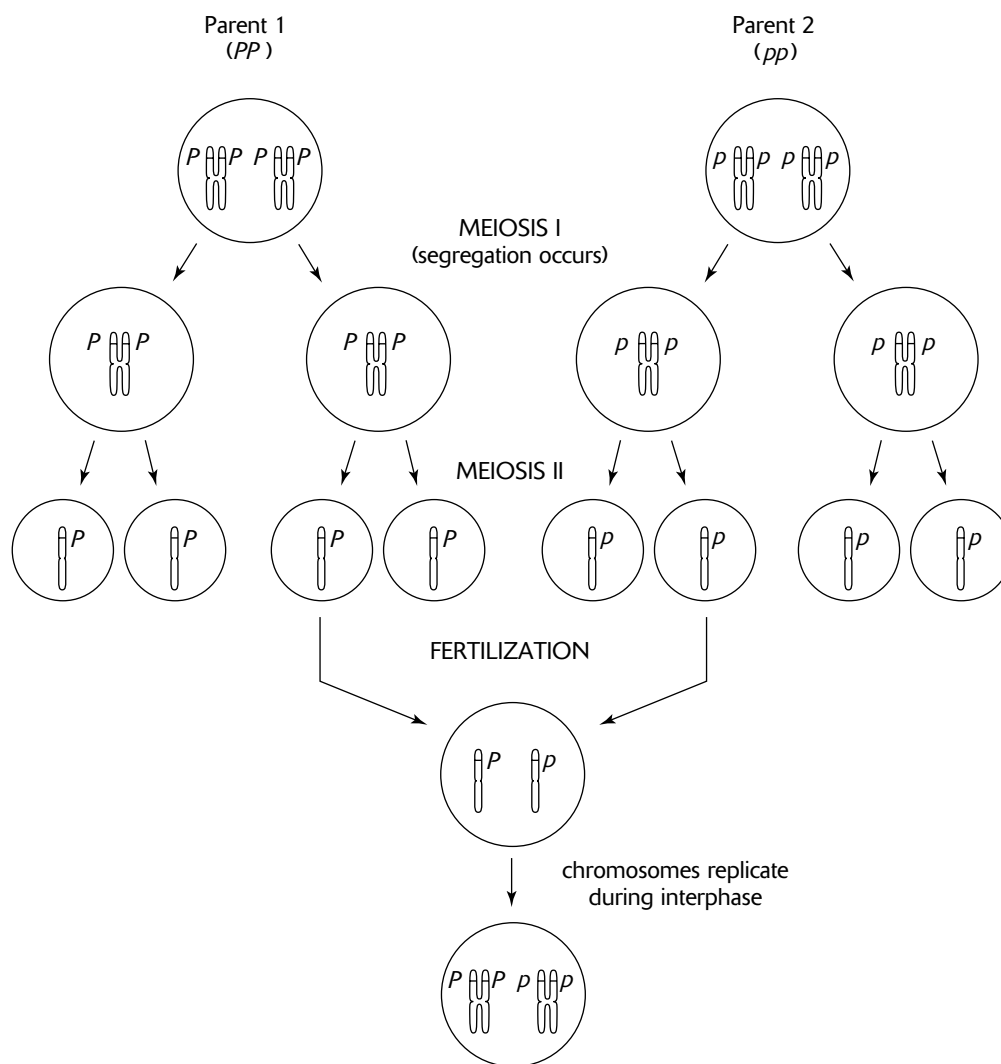 Parent 1
(PP)
Parent 2
(pp)
P P P P
p p p p
MEIOSIS I
(segregation occurs)
P P
P P
p p
p p
MEIOSIS II
P
P
P
P
p
p
p
p
FERTILIZATION
P p
chromosomes replicate
during interphase
P P p p